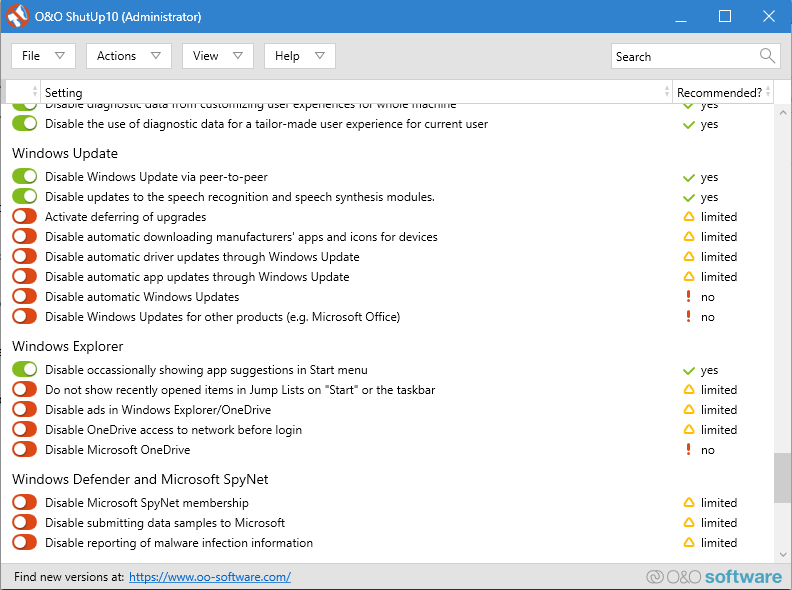 O&O ShutUp10 (Administrator)
File Actions View Help Search
Setting Recommended?
Disable diagnostic data from customizing user experiences for whole machine yes
Disable the use of diagnostic data for a tailor-made user experience for current user yes
Windows Update
Disable Windows Update via peer-to-peer yes
Disable updates to the speech recognition and speech synthesis modules. yes
Activate deferring of upgrades limited
Disable automatic downloading manufacturers' apps and icons for devices limited
Disable automatic driver updates through Windows Update limited
Disable automatic app updates through Windows Update limited
Disable automatic Windows Updates no
Disable Windows Updates for other products (e.g. Microsoft Office) no
Windows Explorer
Disable occassionally showing app suggestions in Start menu yes
Do not show recently opened items in Jump Lists on "Start" or the taskbar limited
Disable ads in Windows Explorer/OneDrive limited
Disable OneDrive access to network before login limited
Disable Microsoft OneDrive no
Windows Defender and Microsoft SpyNet
Disable Microsoft SpyNet membership limited
Disable submitting data samples to Microsoft limited
Disable reporting of malware infection information limited
Find new versions at: https://www.oo-software.com/ O&O software